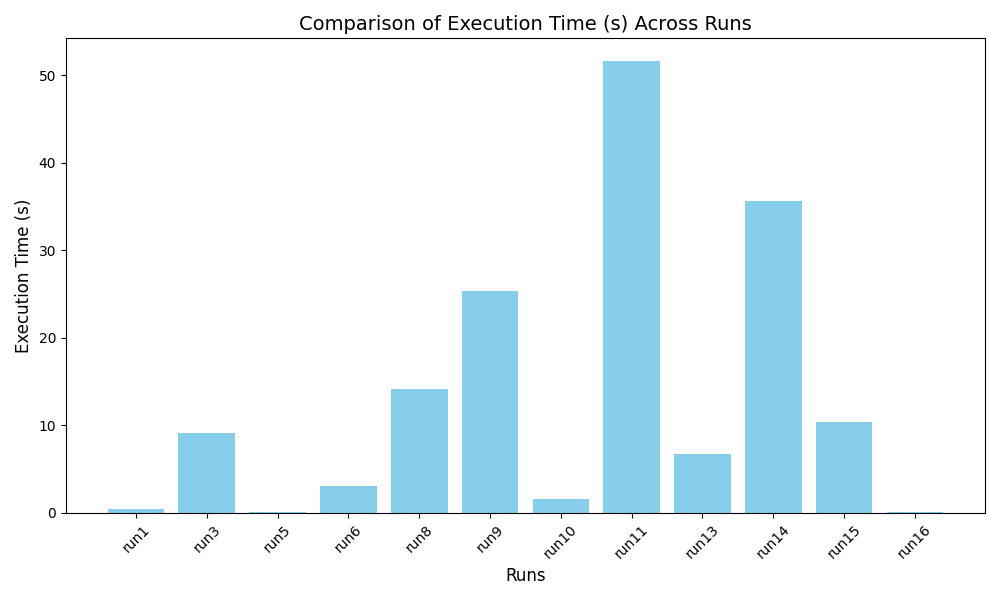 Comparison of Execution Time (s) Across Runs
Execution Time (s)
50
40
30
20
10
0
run1
run3
run5
run6
run8
run9
run10
run11
run13
run14
run15
run16
Runs